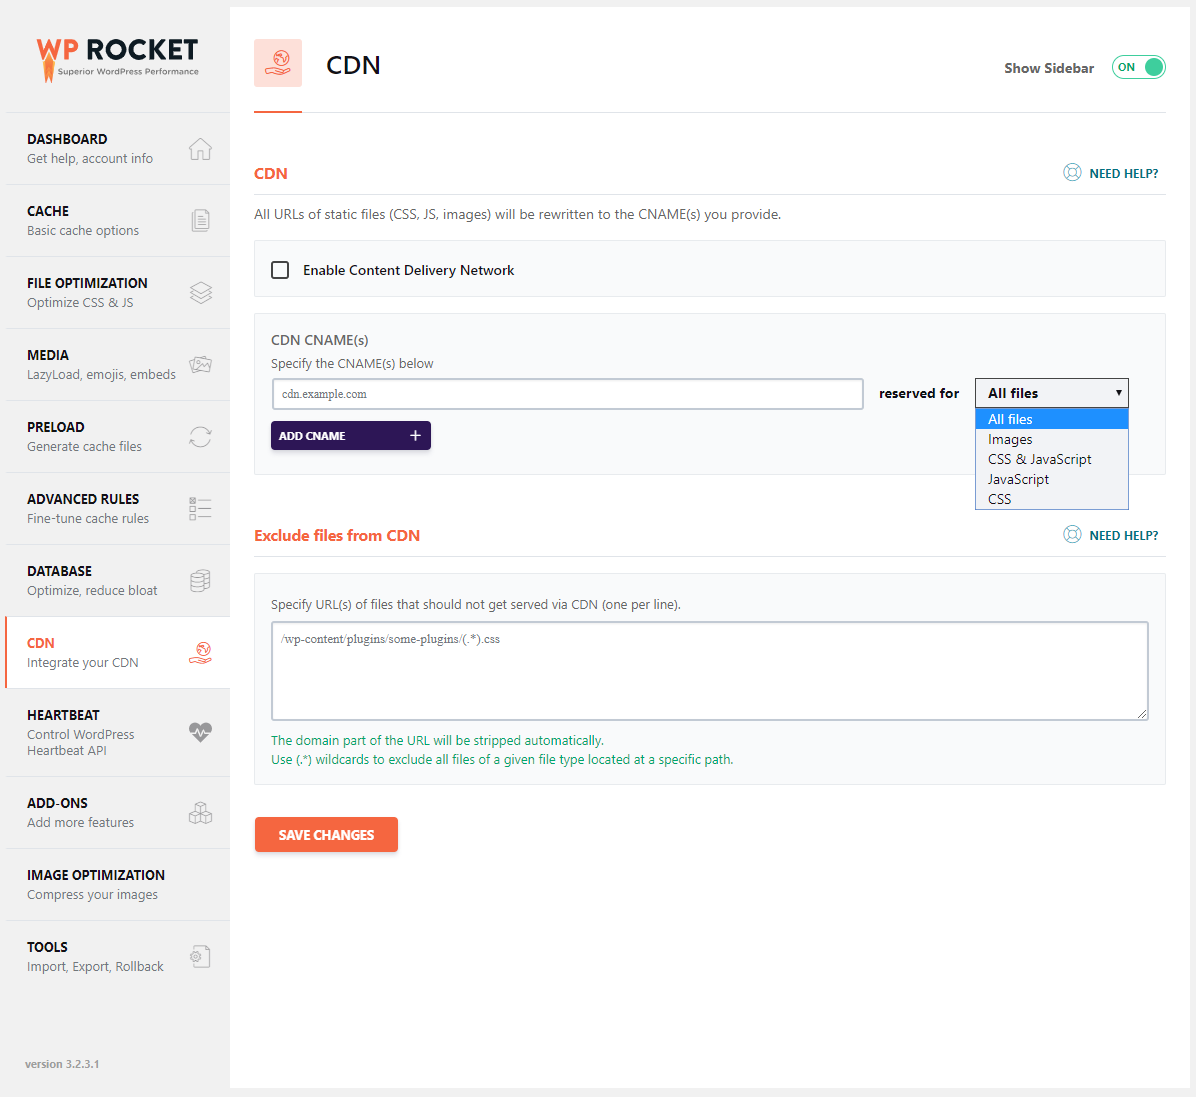 WP ROCKET
Superior WordPress Performance
DASHBOARD
Get help, account info
CACHE
Basic cache options
FILE OPTIMIZATION
Optimize CSS & JS
MEDIA
LazyLoad, emojis, embeds
PRELOAD
Generate cache files
ADVANCED RULES
Fine-tune cache rules
DATABASE
Optimize, reduce bloat
CDN
Integrate your CDN
HEARTBEAT
Control WordPress
Heartbeat API
ADD-ONS
Add more features
IMAGE OPTIMIZATION
Compress your images
TOOLS
Import, Export, Rollback
version 3.2.3.1
CDN
Show Sidebar ON
CDN
NEED HELP?
All URLs of static files (CSS, JS, images) will be rewritten to the CNAME(s) you provide.
Enable Content Delivery Network
CDN CNAME(s)
Specify the CNAME(s) below
cdn.example.com reserved for All files
ADD CNAME +
All files
Images
CSS & JavaScript
JavaScript
CSS
Exclude files from CDN
NEED HELP?
Specify URL(s) of files that should not get served via CDN (one per line).
/wp-content/plugins/some-plugins/(.*).css
The domain part of the URL will be stripped automatically.
Use (.*) wildcards to exclude all files of a given file type located at a specific path.
SAVE CHANGES